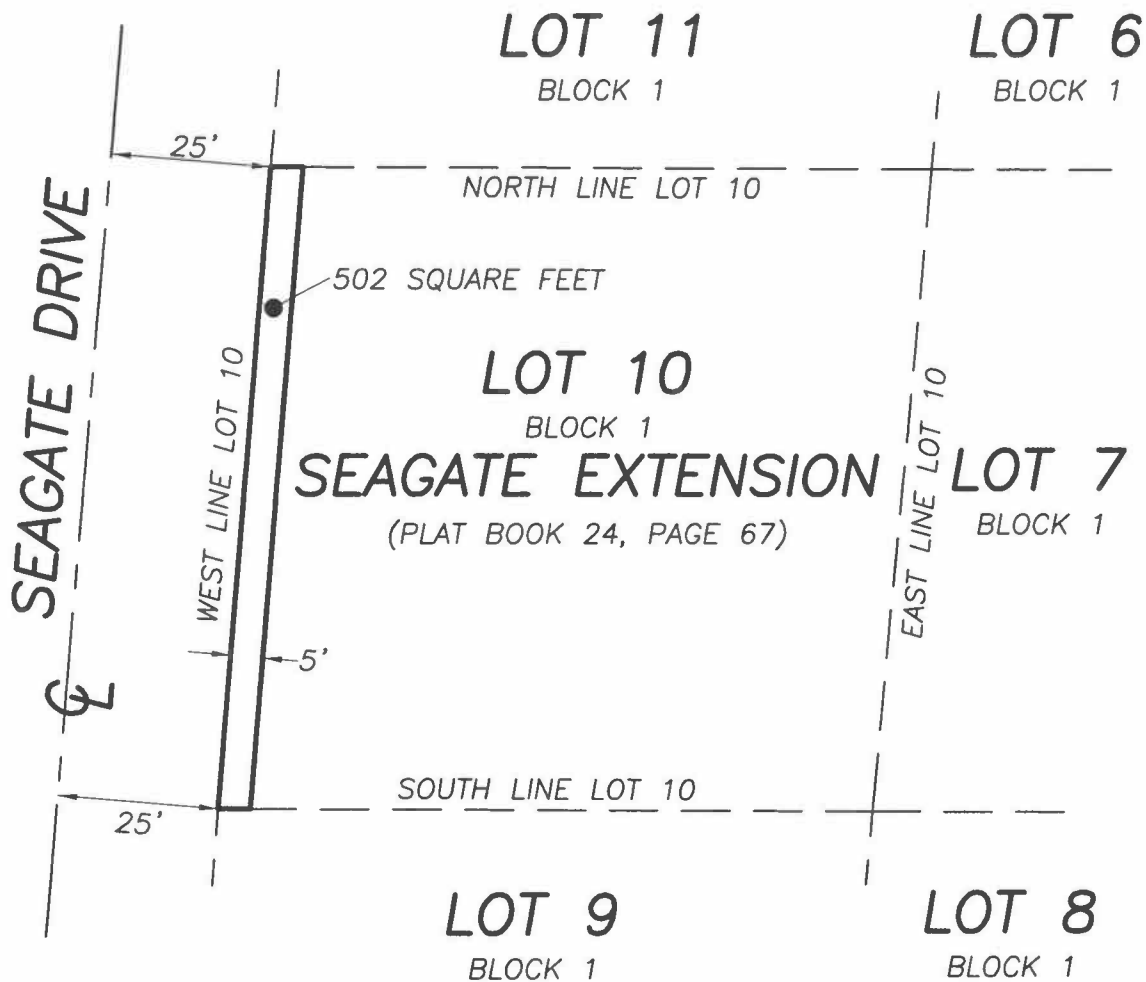 LOT 11
BLOCK 1
LOT 6
BLOCK 1
25'
NORTH LINE LOT 10
502 SQUARE FEET
SEAGATE DRIVE
WEST LINE LOT 10
LOT 10
BLOCK 1
SEAGATE EXTENSION
(PLAT BOOK 24, PAGE 67)
EAST LINE LOT 10
LOT 7
BLOCK 1
5'
℄
SOUTH LINE LOT 10
25'
LOT 9
BLOCK 1
LOT 8
BLOCK 1